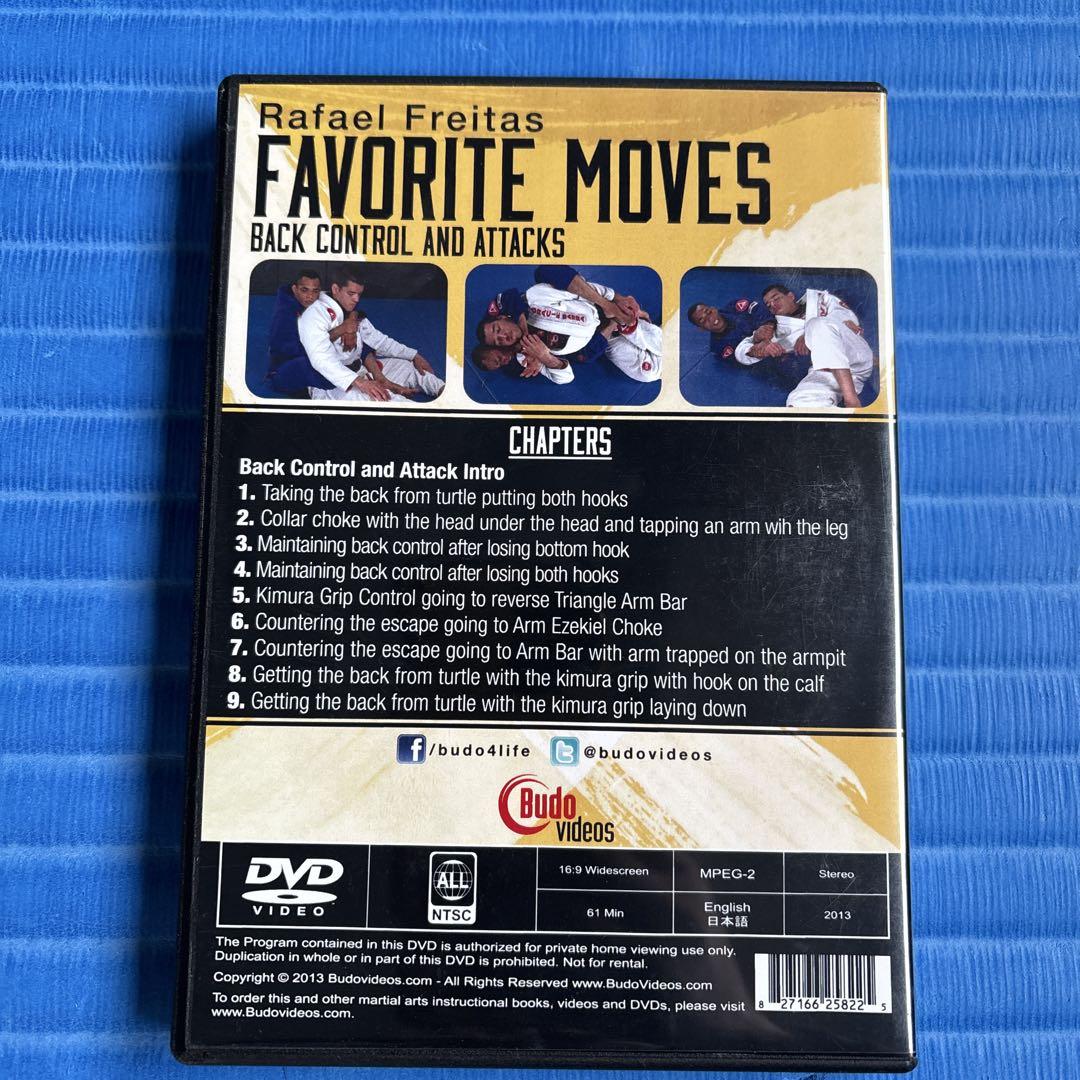 Rafael Freitas
FAVORITE MOVES
BACK CONTROL AND ATTACKS
CHAPTERS
Back Control and Attack Intro
1. Taking the back from turtle putting both hooks
2. Collar choke with the head under the head and tapping an arm wih the leg
3. Maintaining back control after losing bottom hook
4. Maintaining back control after losing both hooks
5. Kimura Grip Control going to reverse Triangle Arm Bar
6. Countering the escape going to Arm Ezekiel Choke
7. Countering the escape going to Arm Bar with arm trapped on the armpit
8. Getting the back from turtle with the kimura grip with hook on the calf
9. Getting the back from turtle with the kimura grip laying down
f /budo4life t @budovideos
Budo
videos
DVD
VIDEO
ALL
NTSC
16:9 Widescreen MPEG-2 Stereo
61 Min English
日本語 2013
The Program contained in this DVD is authorized for private home viewing use only.
Duplication in whole or in part of this DVD is prohibited. Not for rental.
Copyright © 2013 Budovideos.com - All Rights Reserved www.BudoVideos.com
To order this and other martial arts instructional books, videos and DVDs, please visit
www.Budovideos.com.
8 27166 25822 5